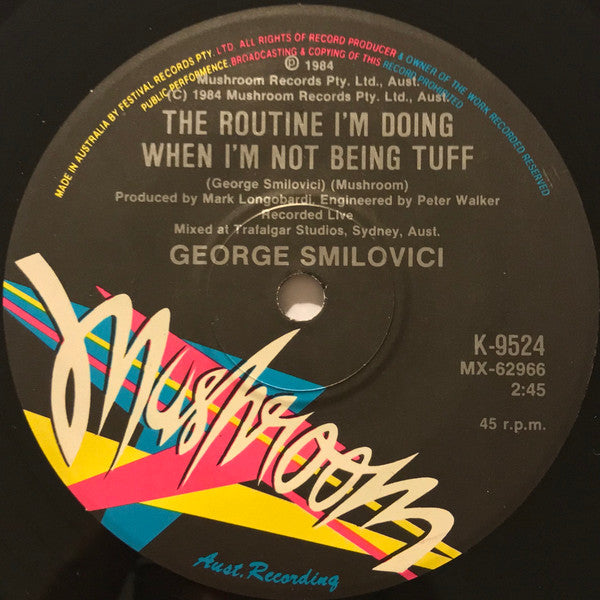 MADE IN AUSTRALIA BY FESTIVAL RECORDS PTY. LTD. ALL RIGHTS OF RECORD PRODUCER & OWNER OF THE WORK RECORDED RESERVED
PUBLIC PERFORMENCE. BROADCASTING & COPYING OF THIS RECORD PROHIBITED
℗ 1984
Mushroom Records Pty. Ltd., Aust.
(C) 1984 Mushroom Records Pty. Ltd., Aust.
THE ROUTINE I'M DOING
WHEN I'M NOT BEING TUFF
(George Smilovici) (Mushroom)
Produced by Mark Longobardi, Engineered by Peter Walker
Recorded Live
Mixed at Trafalgar Studios, Sydney, Aust.
GEORGE SMILOVICI
K-9524
MX-62966
2:45
45 r.p.m.
Mushroom
Aust. Recording